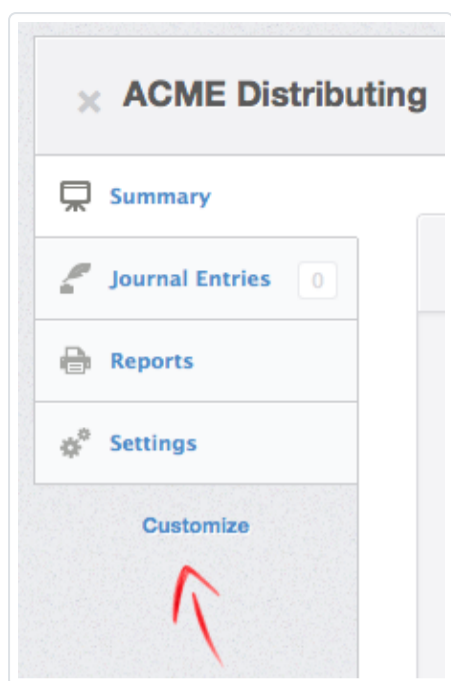 ACME Distributing
Summary
Journal Entries 0
Reports
Settings
Customize